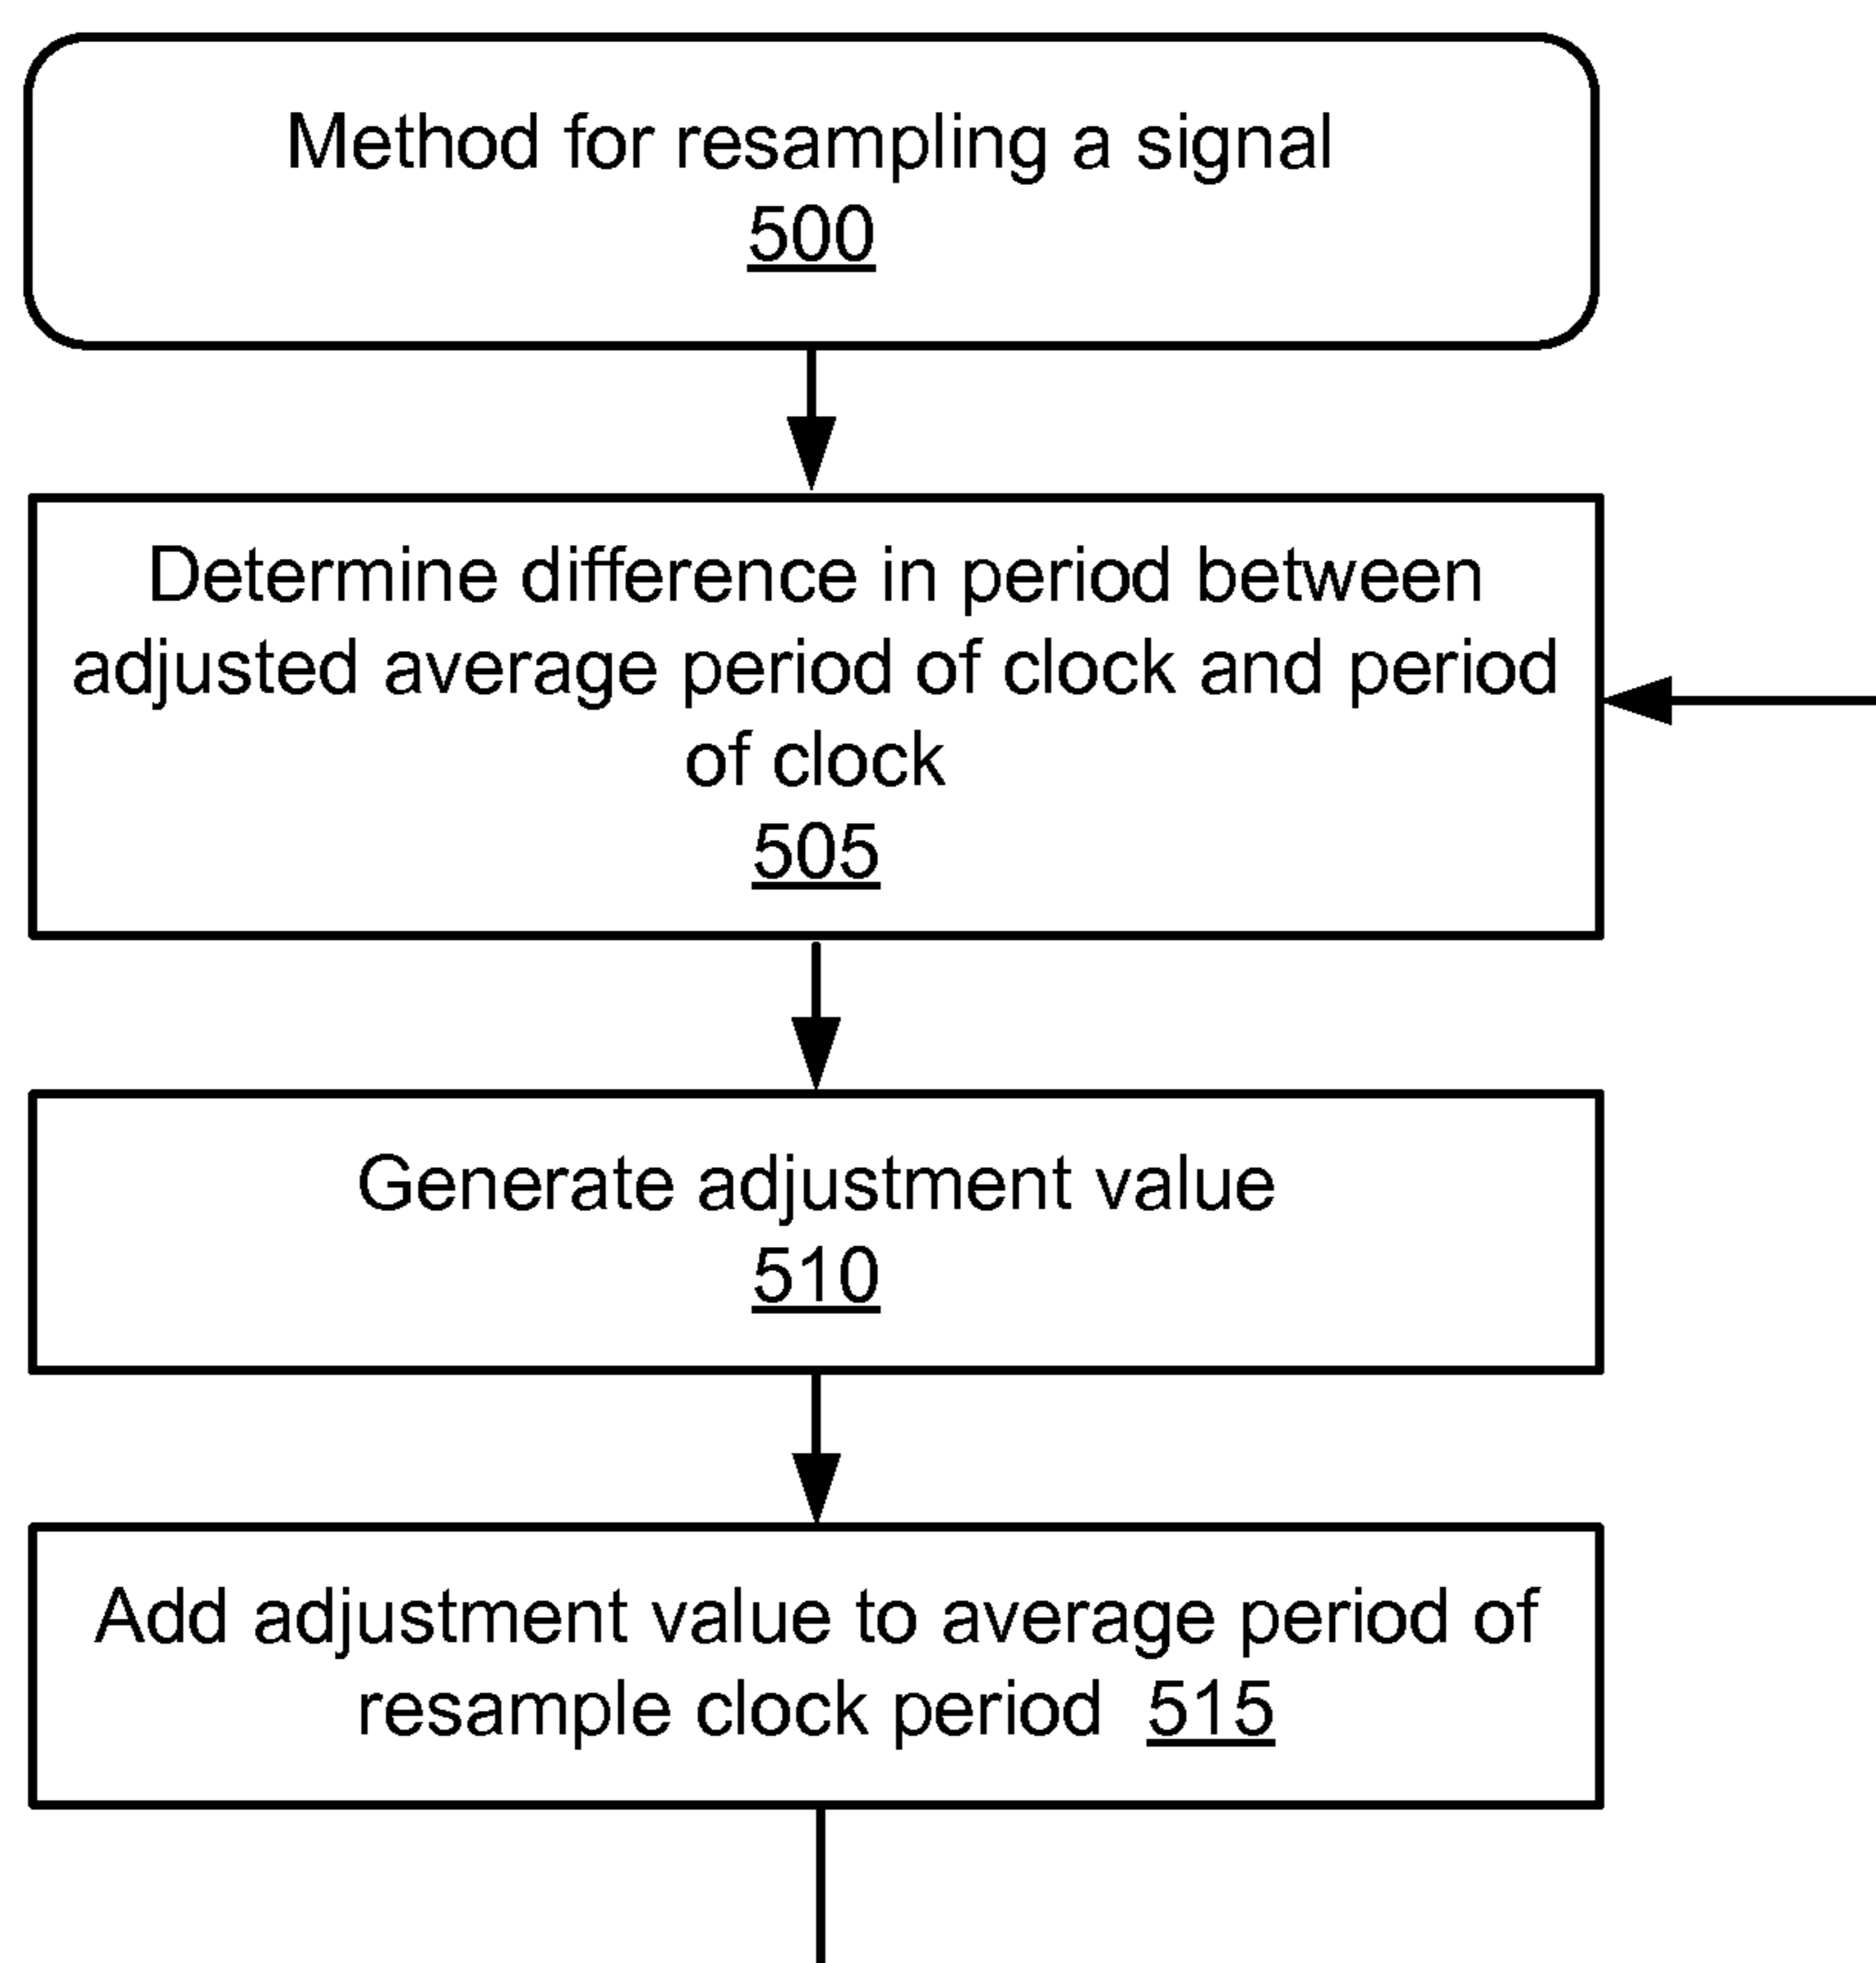 Method for resampling a signal
500
Determine difference in period between
adjusted average period of clock and period
of clock
505
Generate adjustment value
510
Add adjustment value to average period of
resample clock period 515